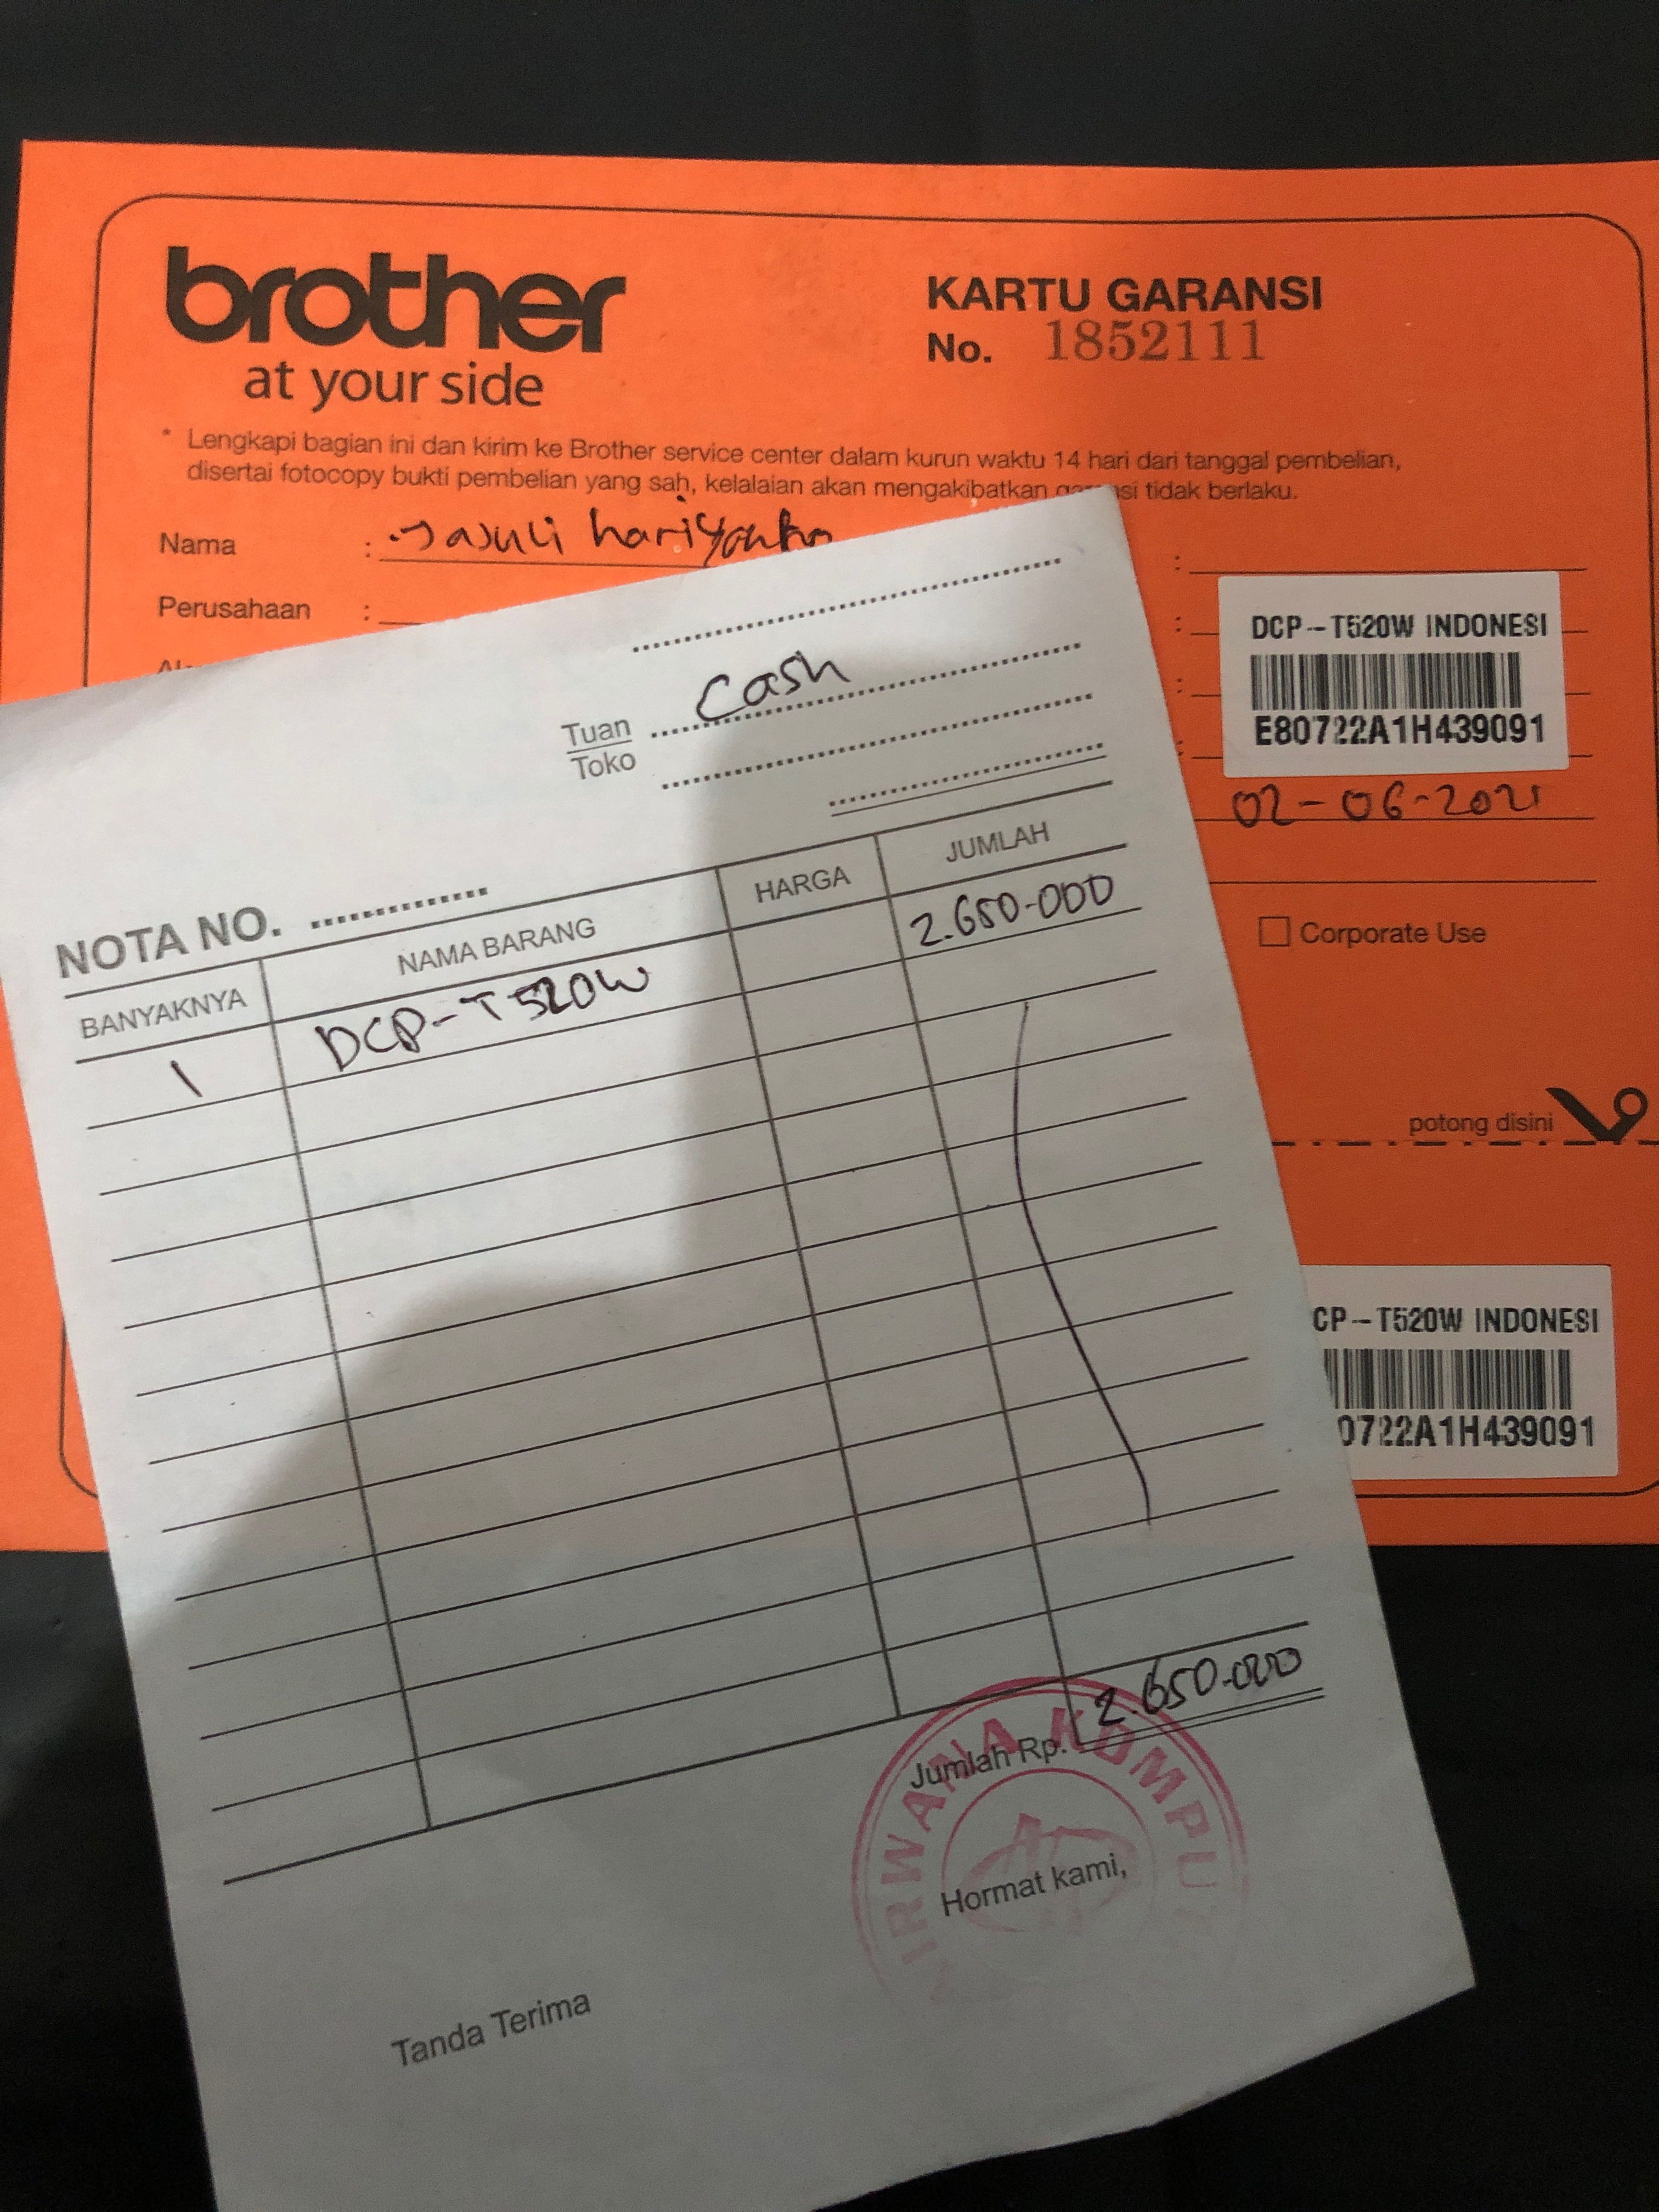 brother
at your side
KARTU GARANSI
No. 1852111
* Lengkapi bagian ini dan kirim ke Brother service center dalam kurun waktu 14 hari dari tanggal pembelian,
disertai fotocopy bukti pembelian yang sah, kelalaian akan mengakibatkan tidak berlaku.
Nama : hariyanto
Perusahaan :
DCP-T520W INDONESI
E80722A1H439091
02-06-2021
Corporate Use
potong disini
CP-T520W INDONESI
0722A1H439091
Tuan Cash
Toko
NOTA NO.
BANYAKNYA NAMA BARANG HARGA JUMLAH
1 DCP-T520W 2.650.000
Jumlah Rp. 2.650.000
IRWANA KOMPU
Hormat kami,
Tanda Terima